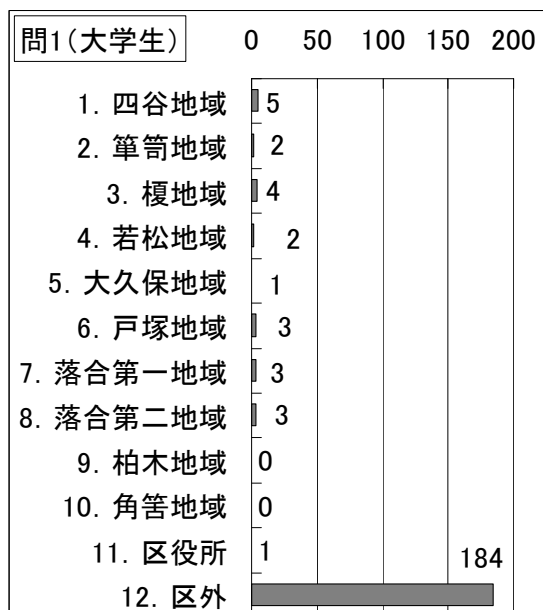 問1(大学生) 0 50 100 150 200
1. 四谷地域 5
2. 箪笥地域 2
3. 榎地域 4
4. 若松地域 2
5. 大久保地域 1
6. 戸塚地域 3
7. 落合第一地域 3
8. 落合第二地域 3
9. 柏木地域 0
10. 角筈地域 0
11. 区役所 1
12. 区外 184